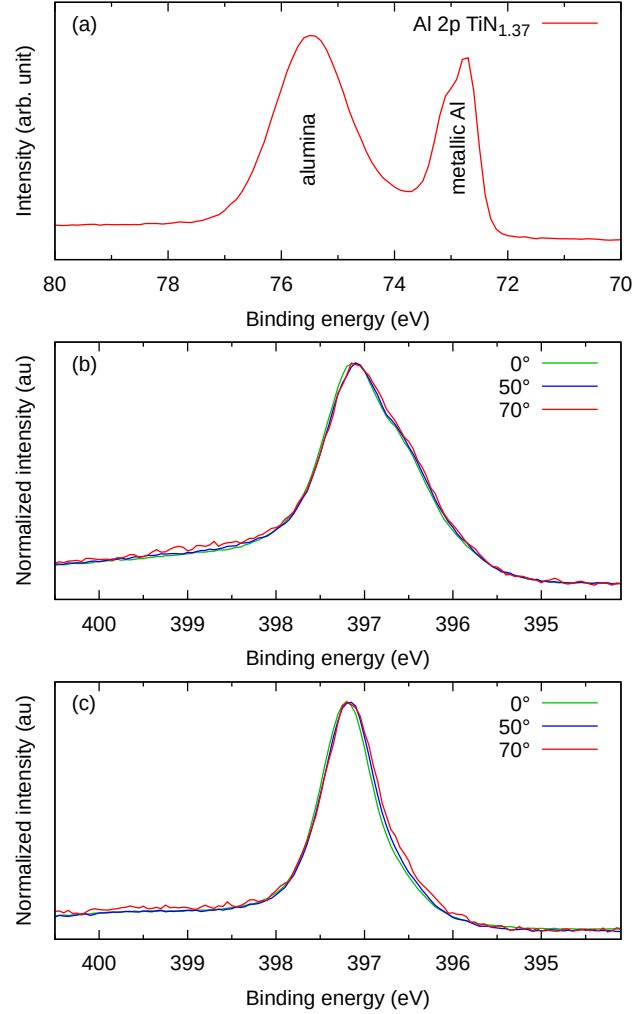 (a)
Al 2p TiN1.37
Intensity (arb. unit)
alumina
metallic Al
80 78 76 74 72 70
Binding energy (eV)
(b)
0°
50°
70°
Normalized intensity (au)
400 399 398 397 396 395
Binding energy (eV)
(c)
0°
50°
70°
Normalized intensity (au)
400 399 398 397 396 395
Binding energy (eV)